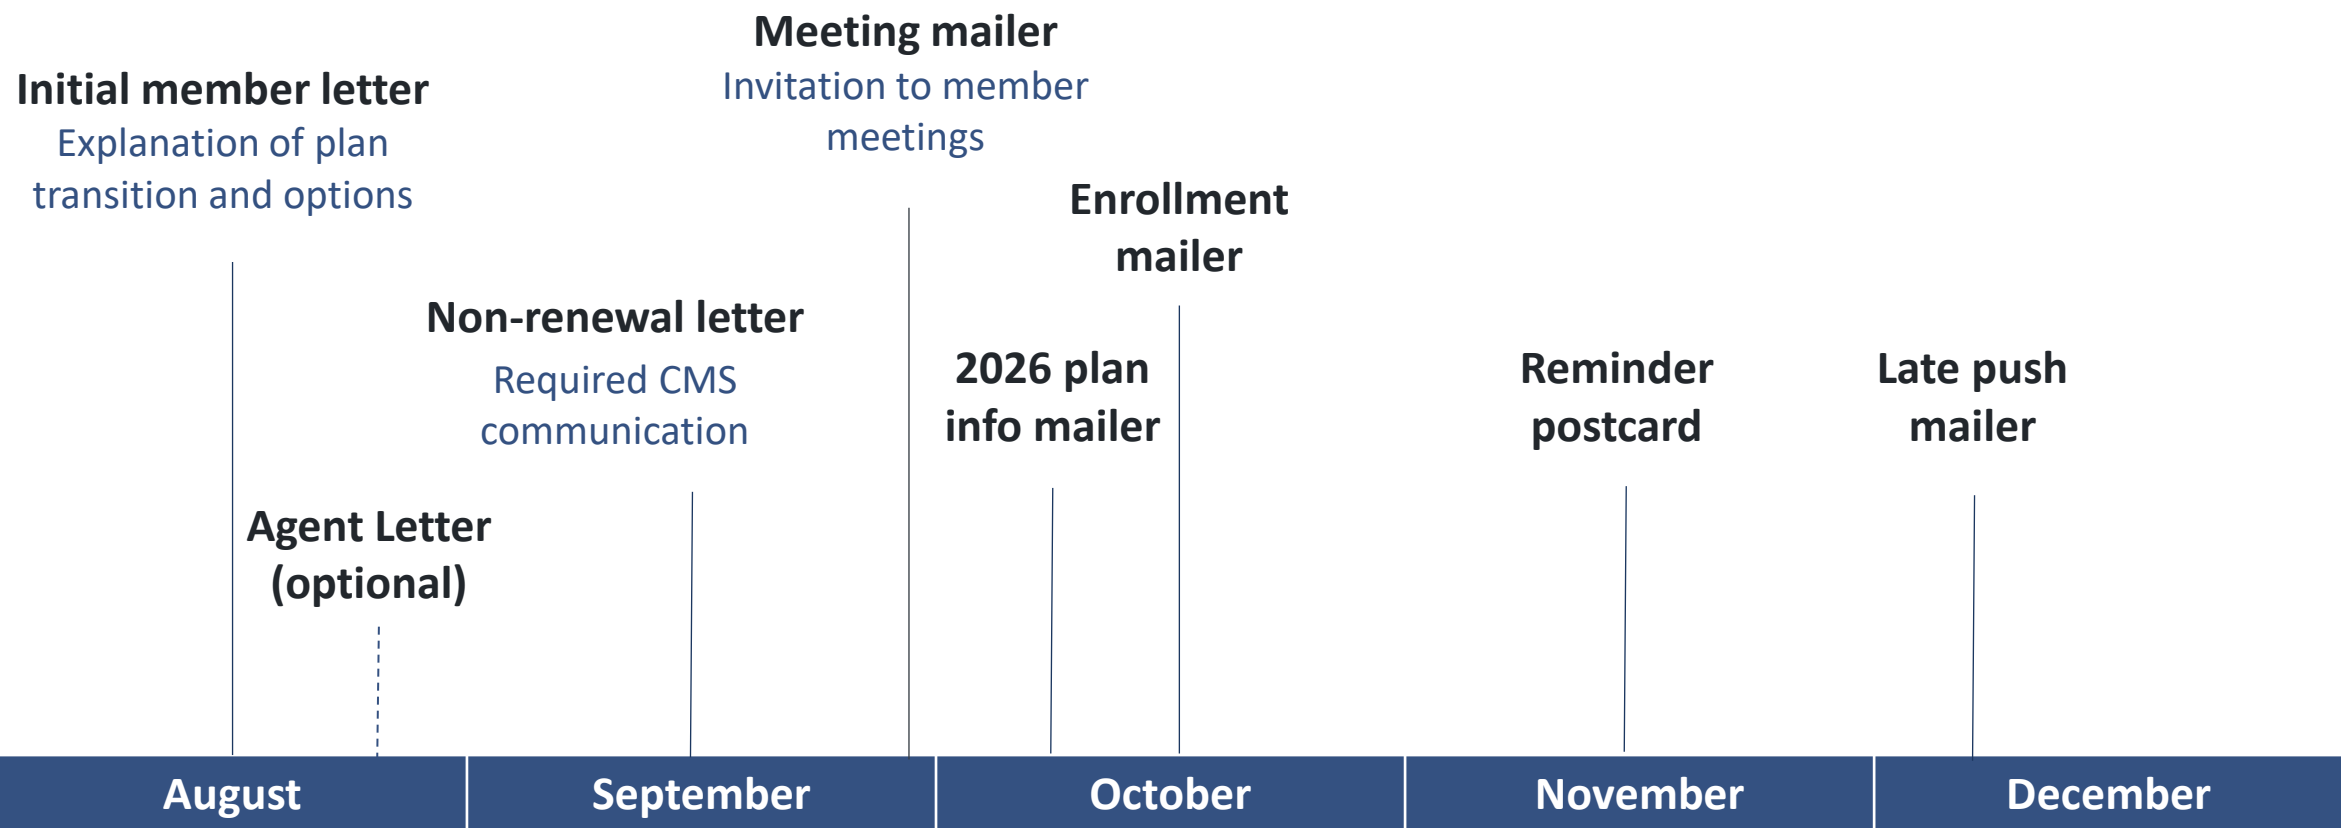 Initial member letter
Explanation of plan
transition and options
Agent Letter
(optional)
Non-renewal letter
Required CMS
communication
Meeting mailer
Invitation to member
meetings
2026 plan
info mailer
Enrollment
mailer
Reminder
postcard
Late push
mailer
August
September
October
November
December